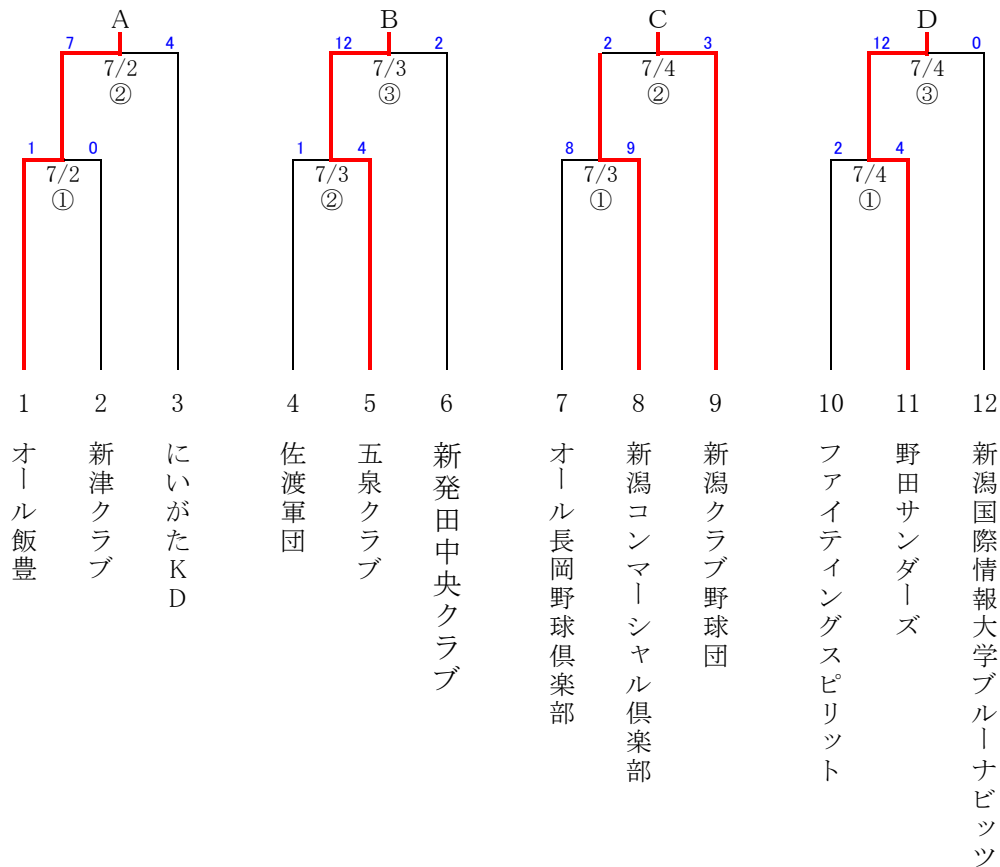 A B C D
7 4 12 2 2 3 12 0
7/2 7/3 7/4 7/4
② ③ ② ③
1 0 1 4 8 9 2 4
7/2 7/3 7/3 7/4
① ② ① ①
1 2 3 4 5 6 7 8 9 10 11 12
オール飯豊
新津クラブ
にいがたKD
佐渡軍団
五泉クラブ
新発田中央クラブ
オール長岡野球倶楽部
新潟コンマーシャル倶楽部
新潟クラブ野球団
ファイティングスピリット
野田サンダーズ
新潟国際情報大学ブルーナビッツ